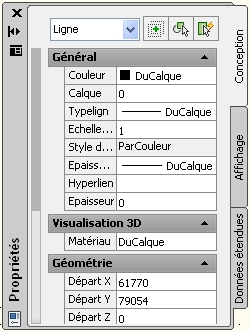 Ligne
Général
Couleur DuCalque
Calque 0
Typelign DuCalque
Echelle... 1
Style d... ParCouleur
Epaiss... DuCalque
Hyperlien
Epaisseur 0
Visualisation 3D
Matériau DuCalque
Géométrie
Départ X 61770
Départ Y 79054
Départ Z 0
Propriétés
Conception
Affichage
Données étendues